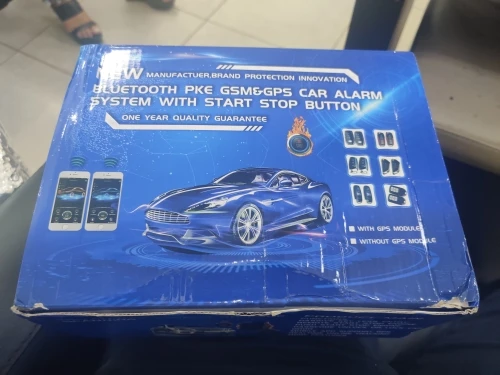 NEW MANUFACTUER,BRAND PROTECTION INNOVATION
BLUETOOTH PKE GSM&GPS CAR ALARM
SYSTEM WITH START STOP BUTTON
ONE YEAR QUALITY GUARANTEE
WITH GPS MODULE
WITHOUT GPS MODULE